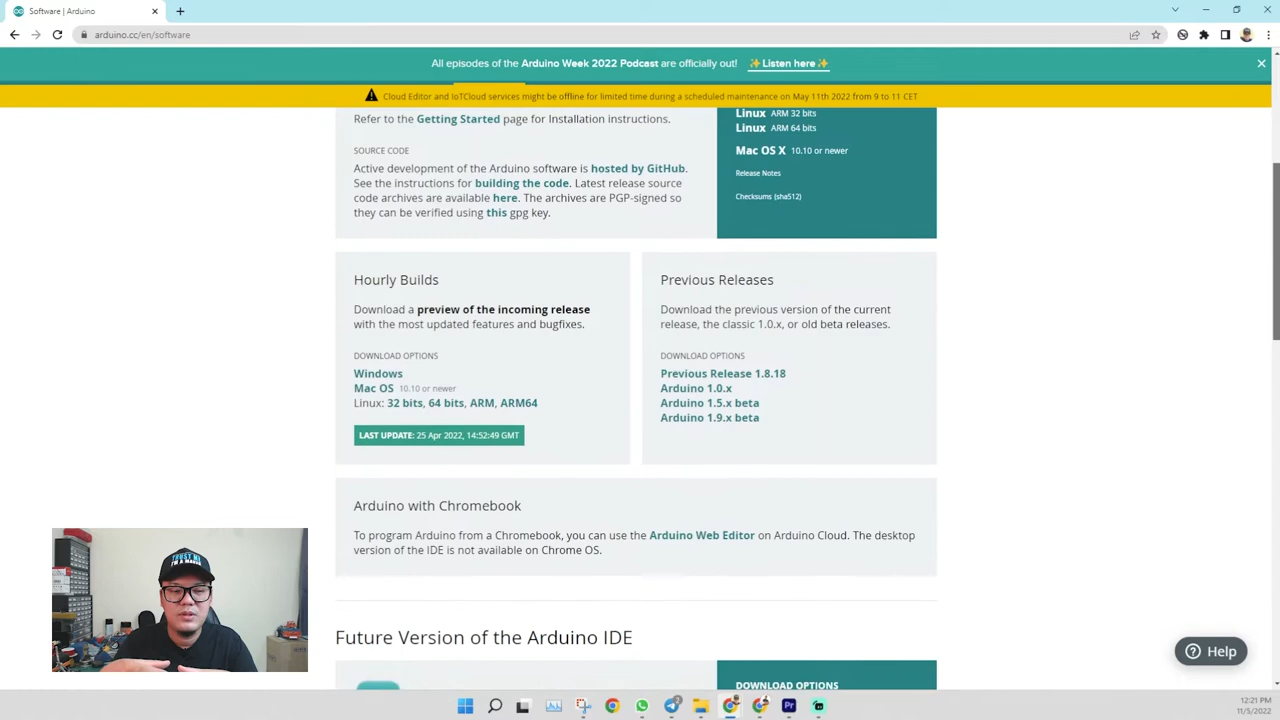 Software | Arduino
arduino.cc/en/software
All episodes of the Arduino Week 2022 Podcast are officially out! ✨Listen here✨
Cloud Editor and IoTCloud services might be offline for limited time during a scheduled maintenance on May 11th 2022 from 9 to 11 CET
Refer to the Getting Started page for Installation instructions.
SOURCE CODE
Active development of the Arduino software is hosted by GitHub.
See the instructions for building the code. Latest release source
code archives are available here. The archives are PGP-signed so
they can be verified using this gpg key.
Linux ARM 32 bits
Linux ARM 64 bits
Mac OS X 10.10 or newer
Release Notes
Checksums (sha512)
Hourly Builds
Download a preview of the incoming release
with the most updated features and bugfixes.
DOWNLOAD OPTIONS
Windows
Mac OS 10.10 or newer
Linux: 32 bits, 64 bits, ARM, ARM64
LAST UPDATE: 25 Apr 2022, 14:52:49 GMT
Previous Releases
Download the previous version of the current
release, the classic 1.0.x, or old beta releases.
DOWNLOAD OPTIONS
Previous Release 1.8.18
Arduino 1.0.x
Arduino 1.5.x beta
Arduino 1.9.x beta
Arduino with Chromebook
To program Arduino from a Chromebook, you can use the Arduino Web Editor on Arduino Cloud. The desktop
version of the IDE is not available on Chrome OS.
TRUST ME
I'M A MAKER
Future Version of the Arduino IDE
DOWNLOAD OPTIONS
Help
Pr
12:21 PM
11/5/2022